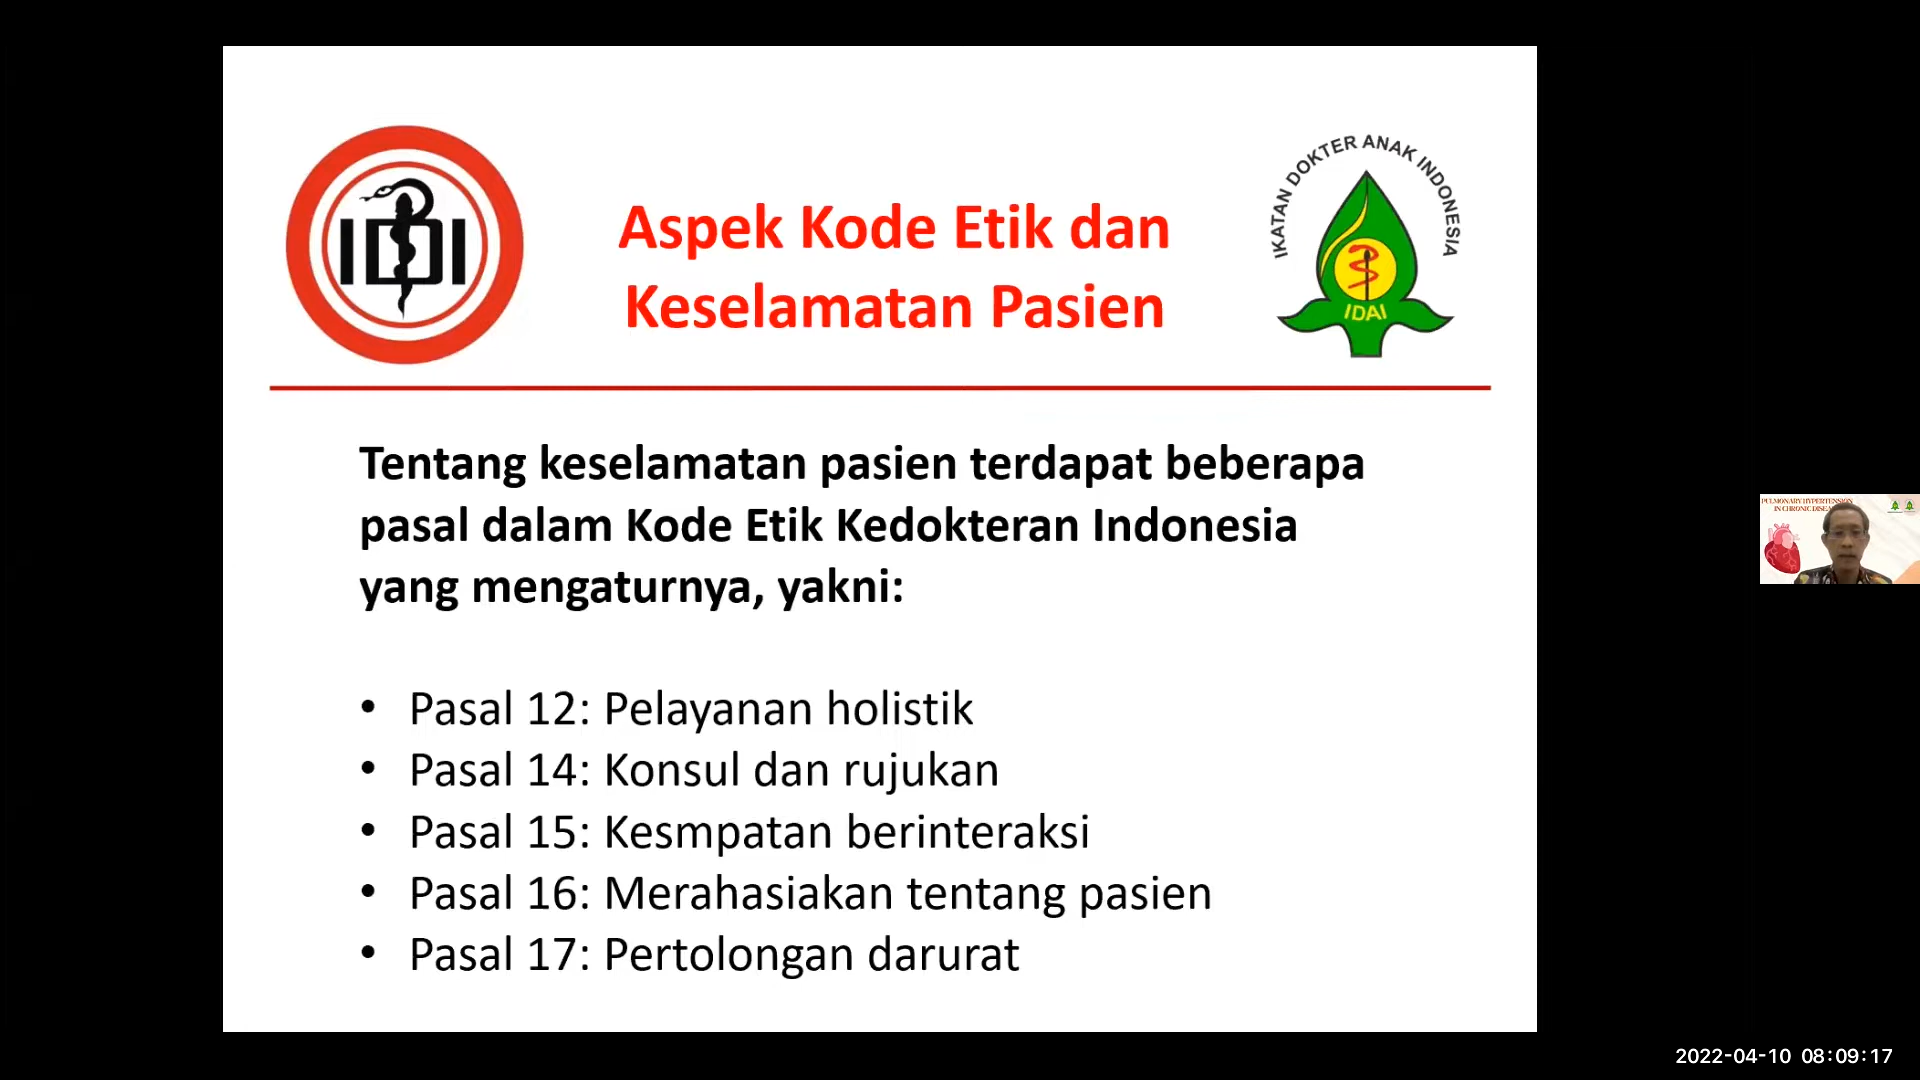 IKATAN DOKTER ANAK INDONESIA
IDI
Aspek Kode Etik dan
Keselamatan Pasien
IDAI
Tentang keselamatan pasien terdapat beberapa
pasal dalam Kode Etik Kedokteran Indonesia
yang mengaturnya, yakni:
• Pasal 12: Pelayanan holistik
• Pasal 14: Konsul dan rujukan
• Pasal 15: Kesmpatan berinteraksi
• Pasal 16: Merahasiakan tentang pasien
• Pasal 17: Pertolongan darurat
PULMONARY HYPERTENSION
IN CHRONIC
2022-04-10 08:09:17